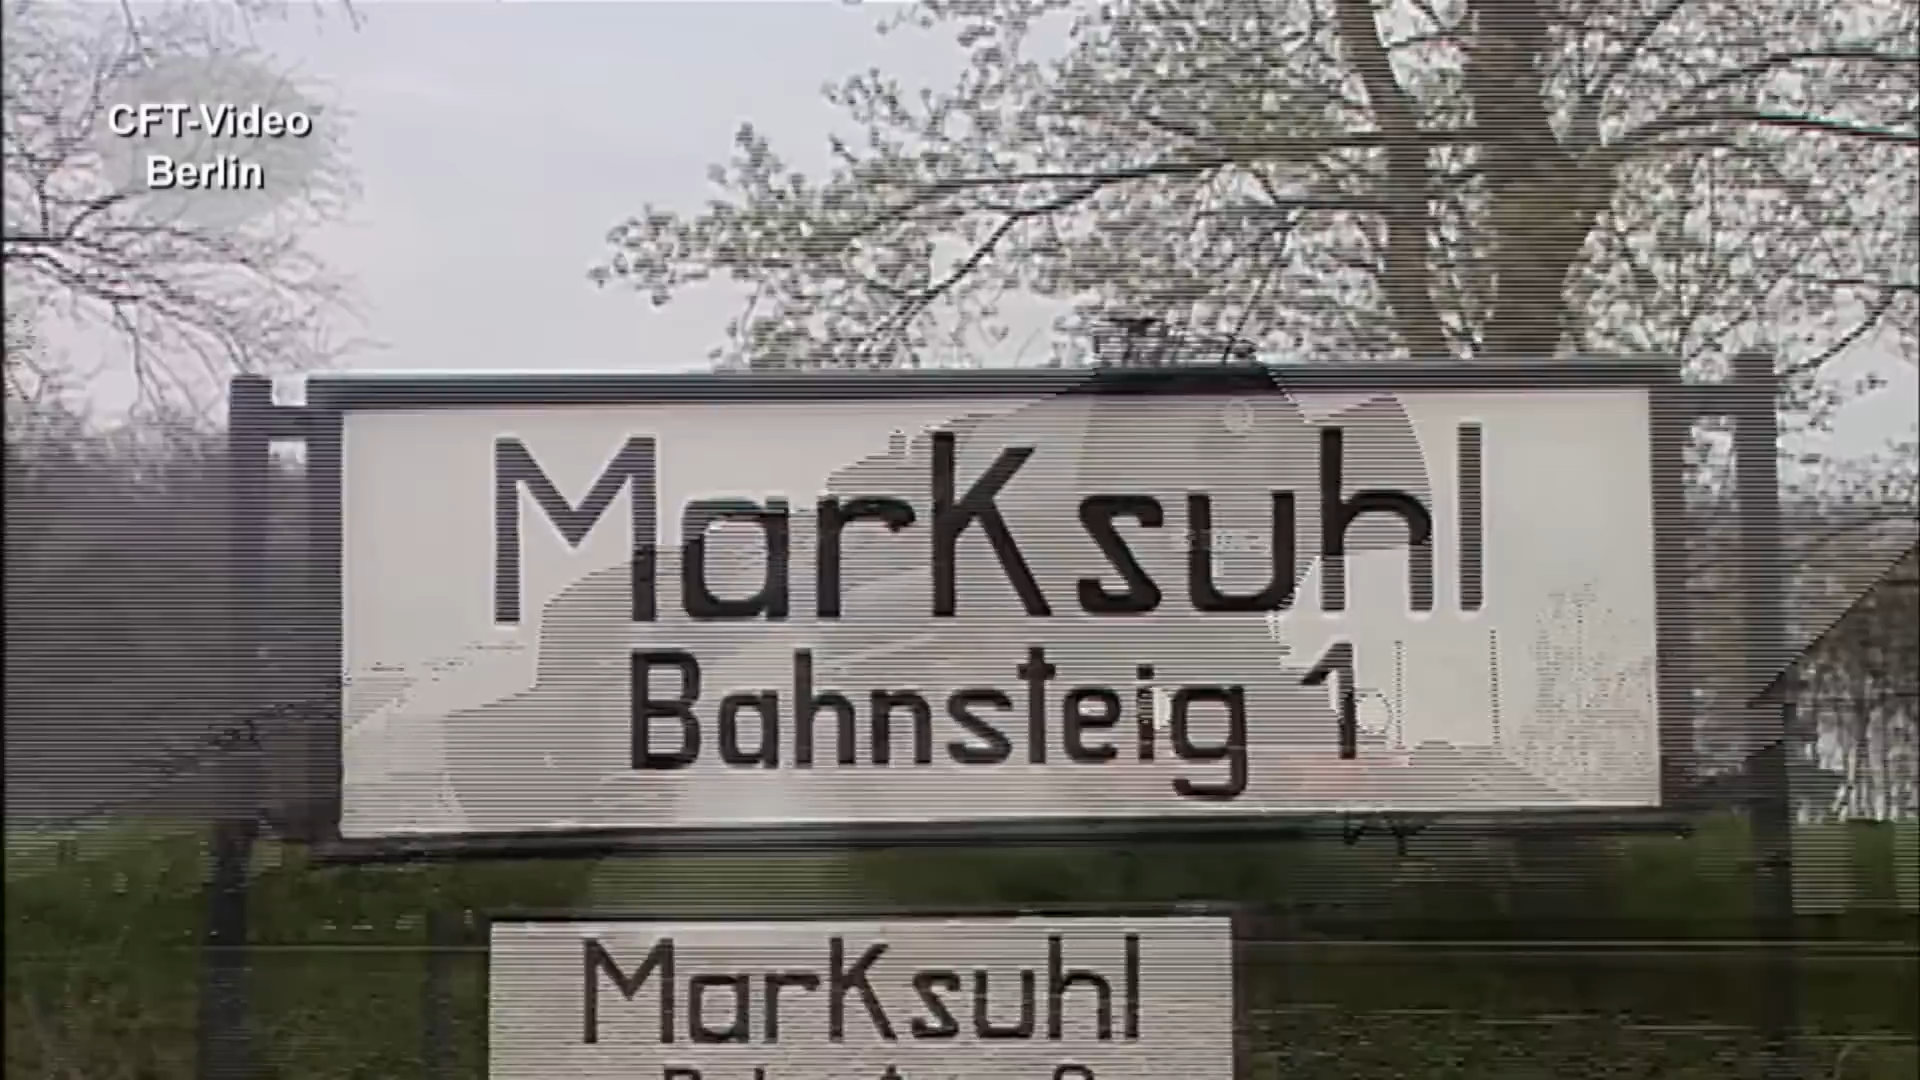 CFT-Video
Berlin
Marksuhl
Bahnsteig 1
Marksuhl